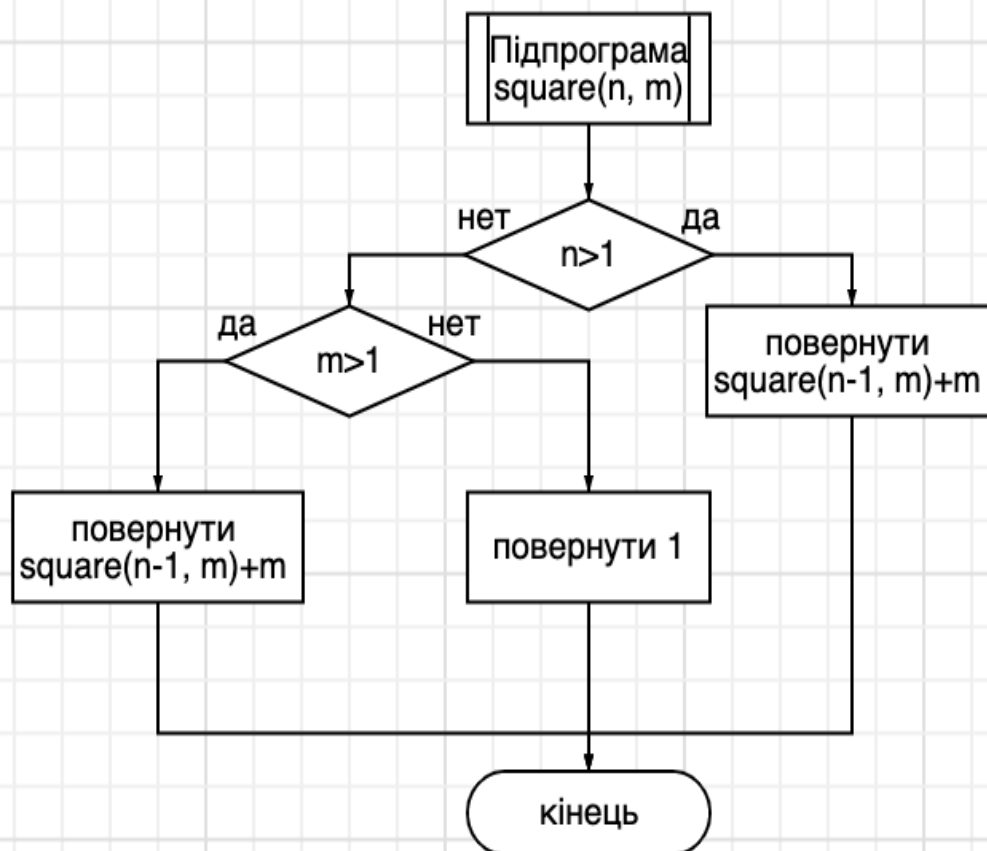 Підпрограма
square(n, m)
нет
да
n>1
да
нет
m>1
повернути
square(n-1, m)+m
повернути
square(n-1, m)+m
повернути 1
кінець